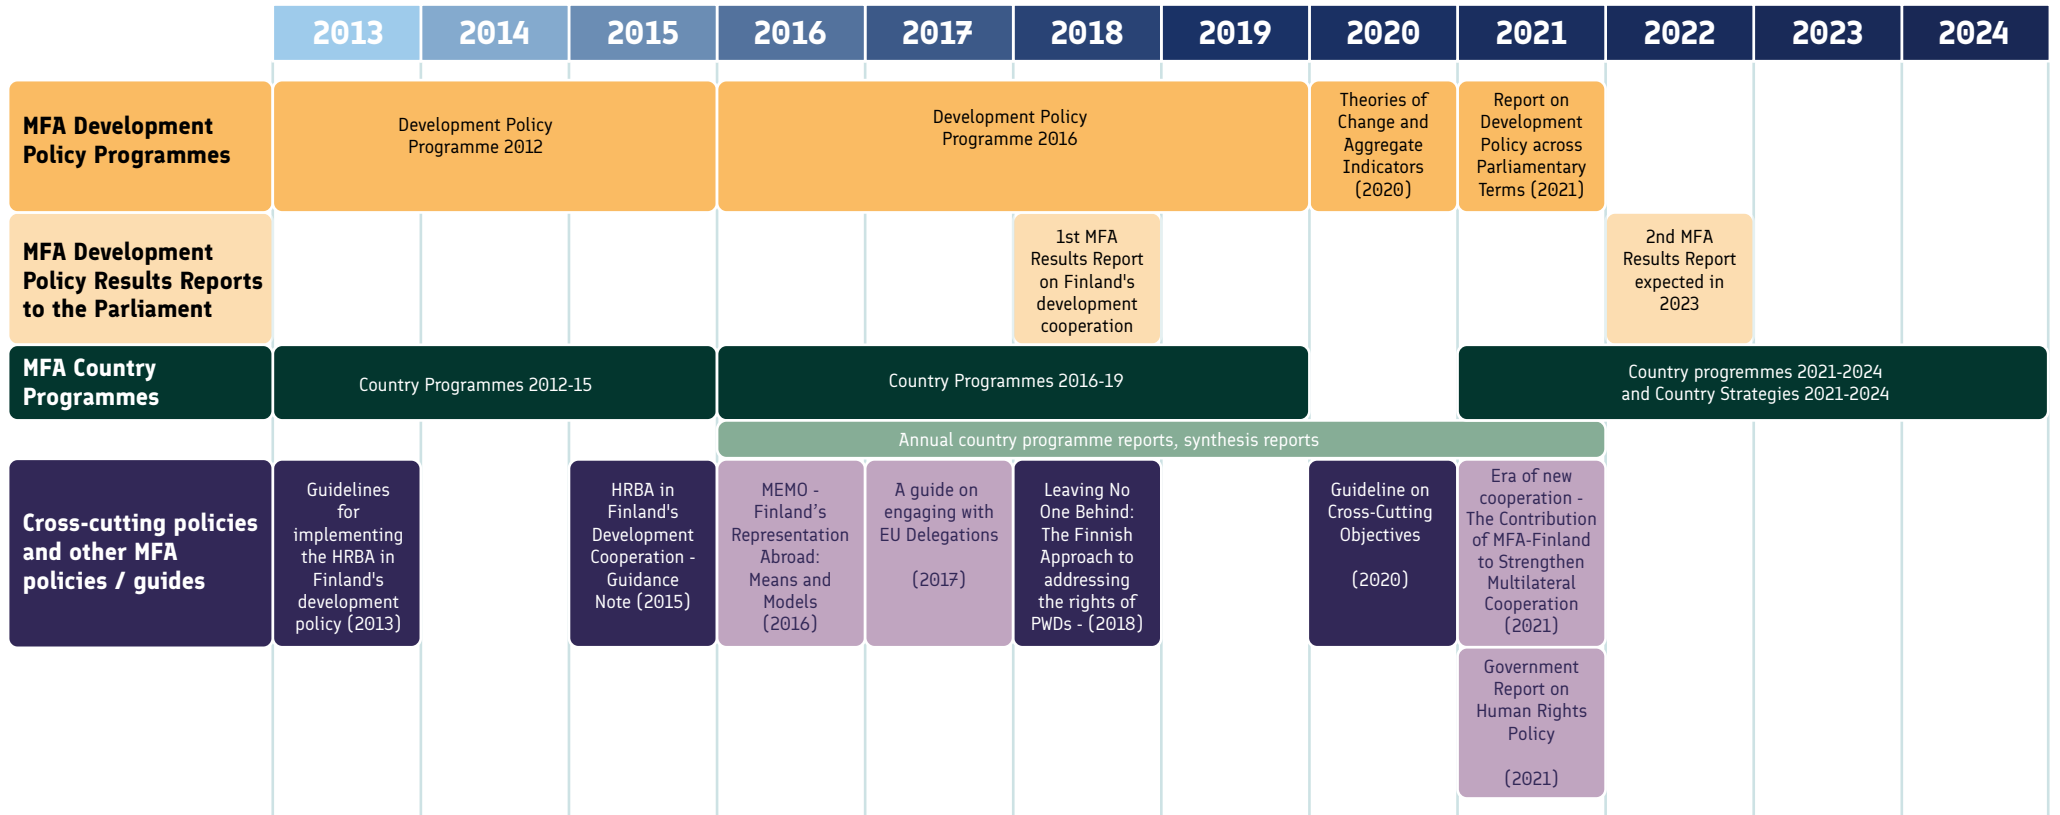 2013 2014 2015 2016 2017 2018 2019 2020 2021 2022 2023 2024
MFA Development
Policy Programmes
Development Policy
Programme 2012
Development Policy
Programme 2016
Theories of
Change and
Aggregate
Indicators
(2020)
Report on
Development
Policy across
Parliamentary
Terms (2021)
MFA Development
Policy Results Reports
to the Parliament
1st MFA
Results Report
on Finland's
development
cooperation
2nd MFA
Results Report
expected in
2023
MFA Country
Programmes
Country Programmes 2012-15
Country Programmes 2016-19
Country progremmes 2021-2024
and Country Strategies 2021-2024
Annual country programme reports, synthesis reports
Cross-cutting policies
and other MFA
policies / guides
Guidelines
for
implementing
the HRBA in
Finland's
development
policy (2013)
HRBA in
Finland's
Development
Cooperation -
Guidance
Note (2015)
MEMO -
Finland’s
Representation
Abroad:
Means and
Models
(2016)
A guide on
engaging with
EU Delegations
(2017)
Leaving No
One Behind:
The Finnish
Approach to
addressing
the rights of
PWDs - (2018)
Guideline on
Cross-Cutting
Objectives
(2020)
Era of new
cooperation -
The Contribution
of MFA-Finland
to Strengthen
Multilateral
Cooperation
(2021)
Government
Report on
Human Rights
Policy
(2021)